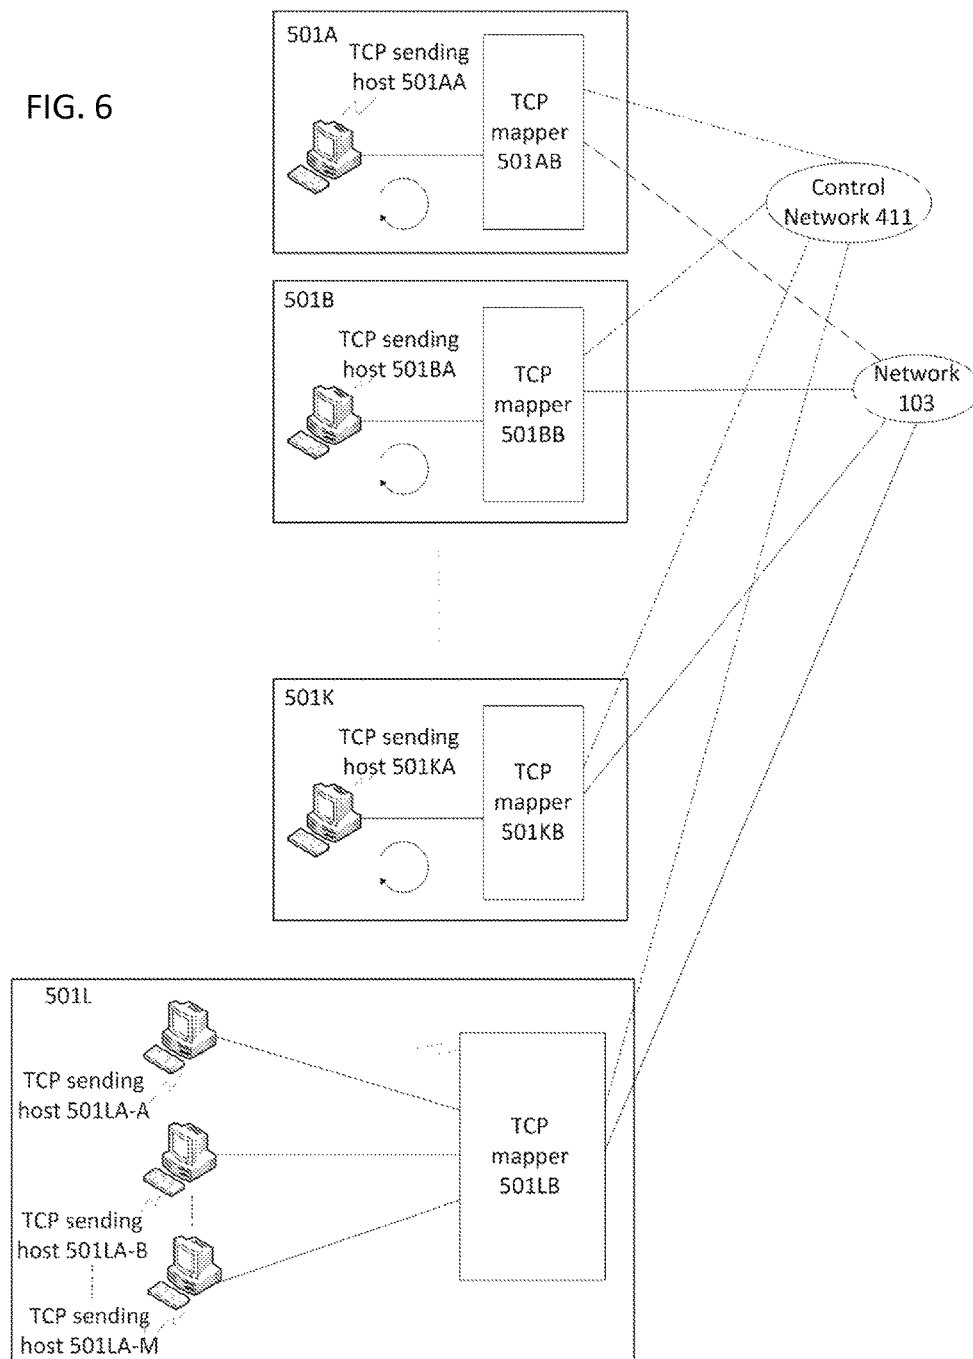 FIG. 6
501A
TCP sending
host 501AA
TCP
mapper
501AB
Control
Network 411
501B
TCP sending
host 501BA
TCP
mapper
501BB
Network
103
501K
TCP sending
host 501KA
TCP
mapper
501KB
501L
TCP sending
host 501LA-A
TCP
mapper
501LB
TCP sending
host 501LA-B
TCP sending
host 501LA-M